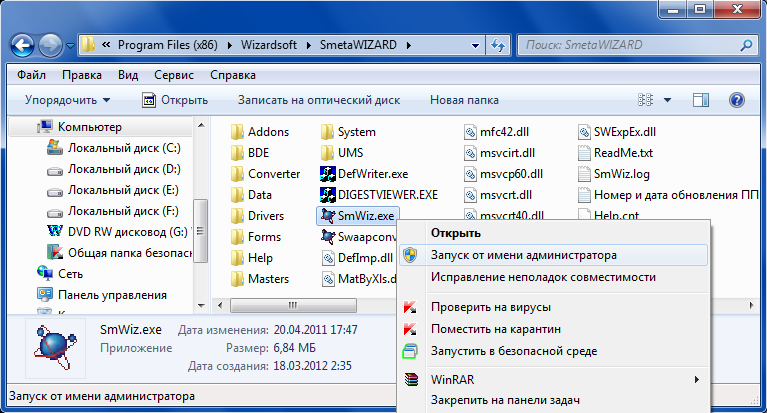 « Program Files (x86) Wizardsoft SmetaWIZARD
Поиск: SmetaWIZARD
Файл Правка Вид Сервис Справка
Упорядочить Открыть Записать на оптический диск Новая папка
Компьютер
Локальный диск (C:)
Локальный диск (D:)
Локальный диск (E:)
Локальный диск (F:)
DVD RW дисковод (G:)
Общая папка безопас
Сеть
Панель управления
Addons
BDE
Converter
Data
Drivers
Forms
Help
Masters
System
UMS
DefWriter.exe
DIGESTVIEWER.EXE
SmWiz.exe
Swaapconv
DefImp.dll
MatByXls.d
mfc42.dll
msvcirt.dll
msvcp60.dll
msvcrt.dll
msvcrt40.dll
SWExpEx.dll
ReadMe.txt
SmWiz.log
Номер и дата обновления ПП
Help.cnt
Открыть
Запуск от имени администратора
Исправление неполадок совместимости
Проверить на вирусы
Поместить на карантин
Запустить в безопасной среде
WinRAR
Закрепить на панели задач
SmWiz.exe Дата изменения: 20.04.2011 17:47
Приложение Размер: 6,84 МБ
Дата создания: 18.03.2012 2:35
Запуск от имени администратора